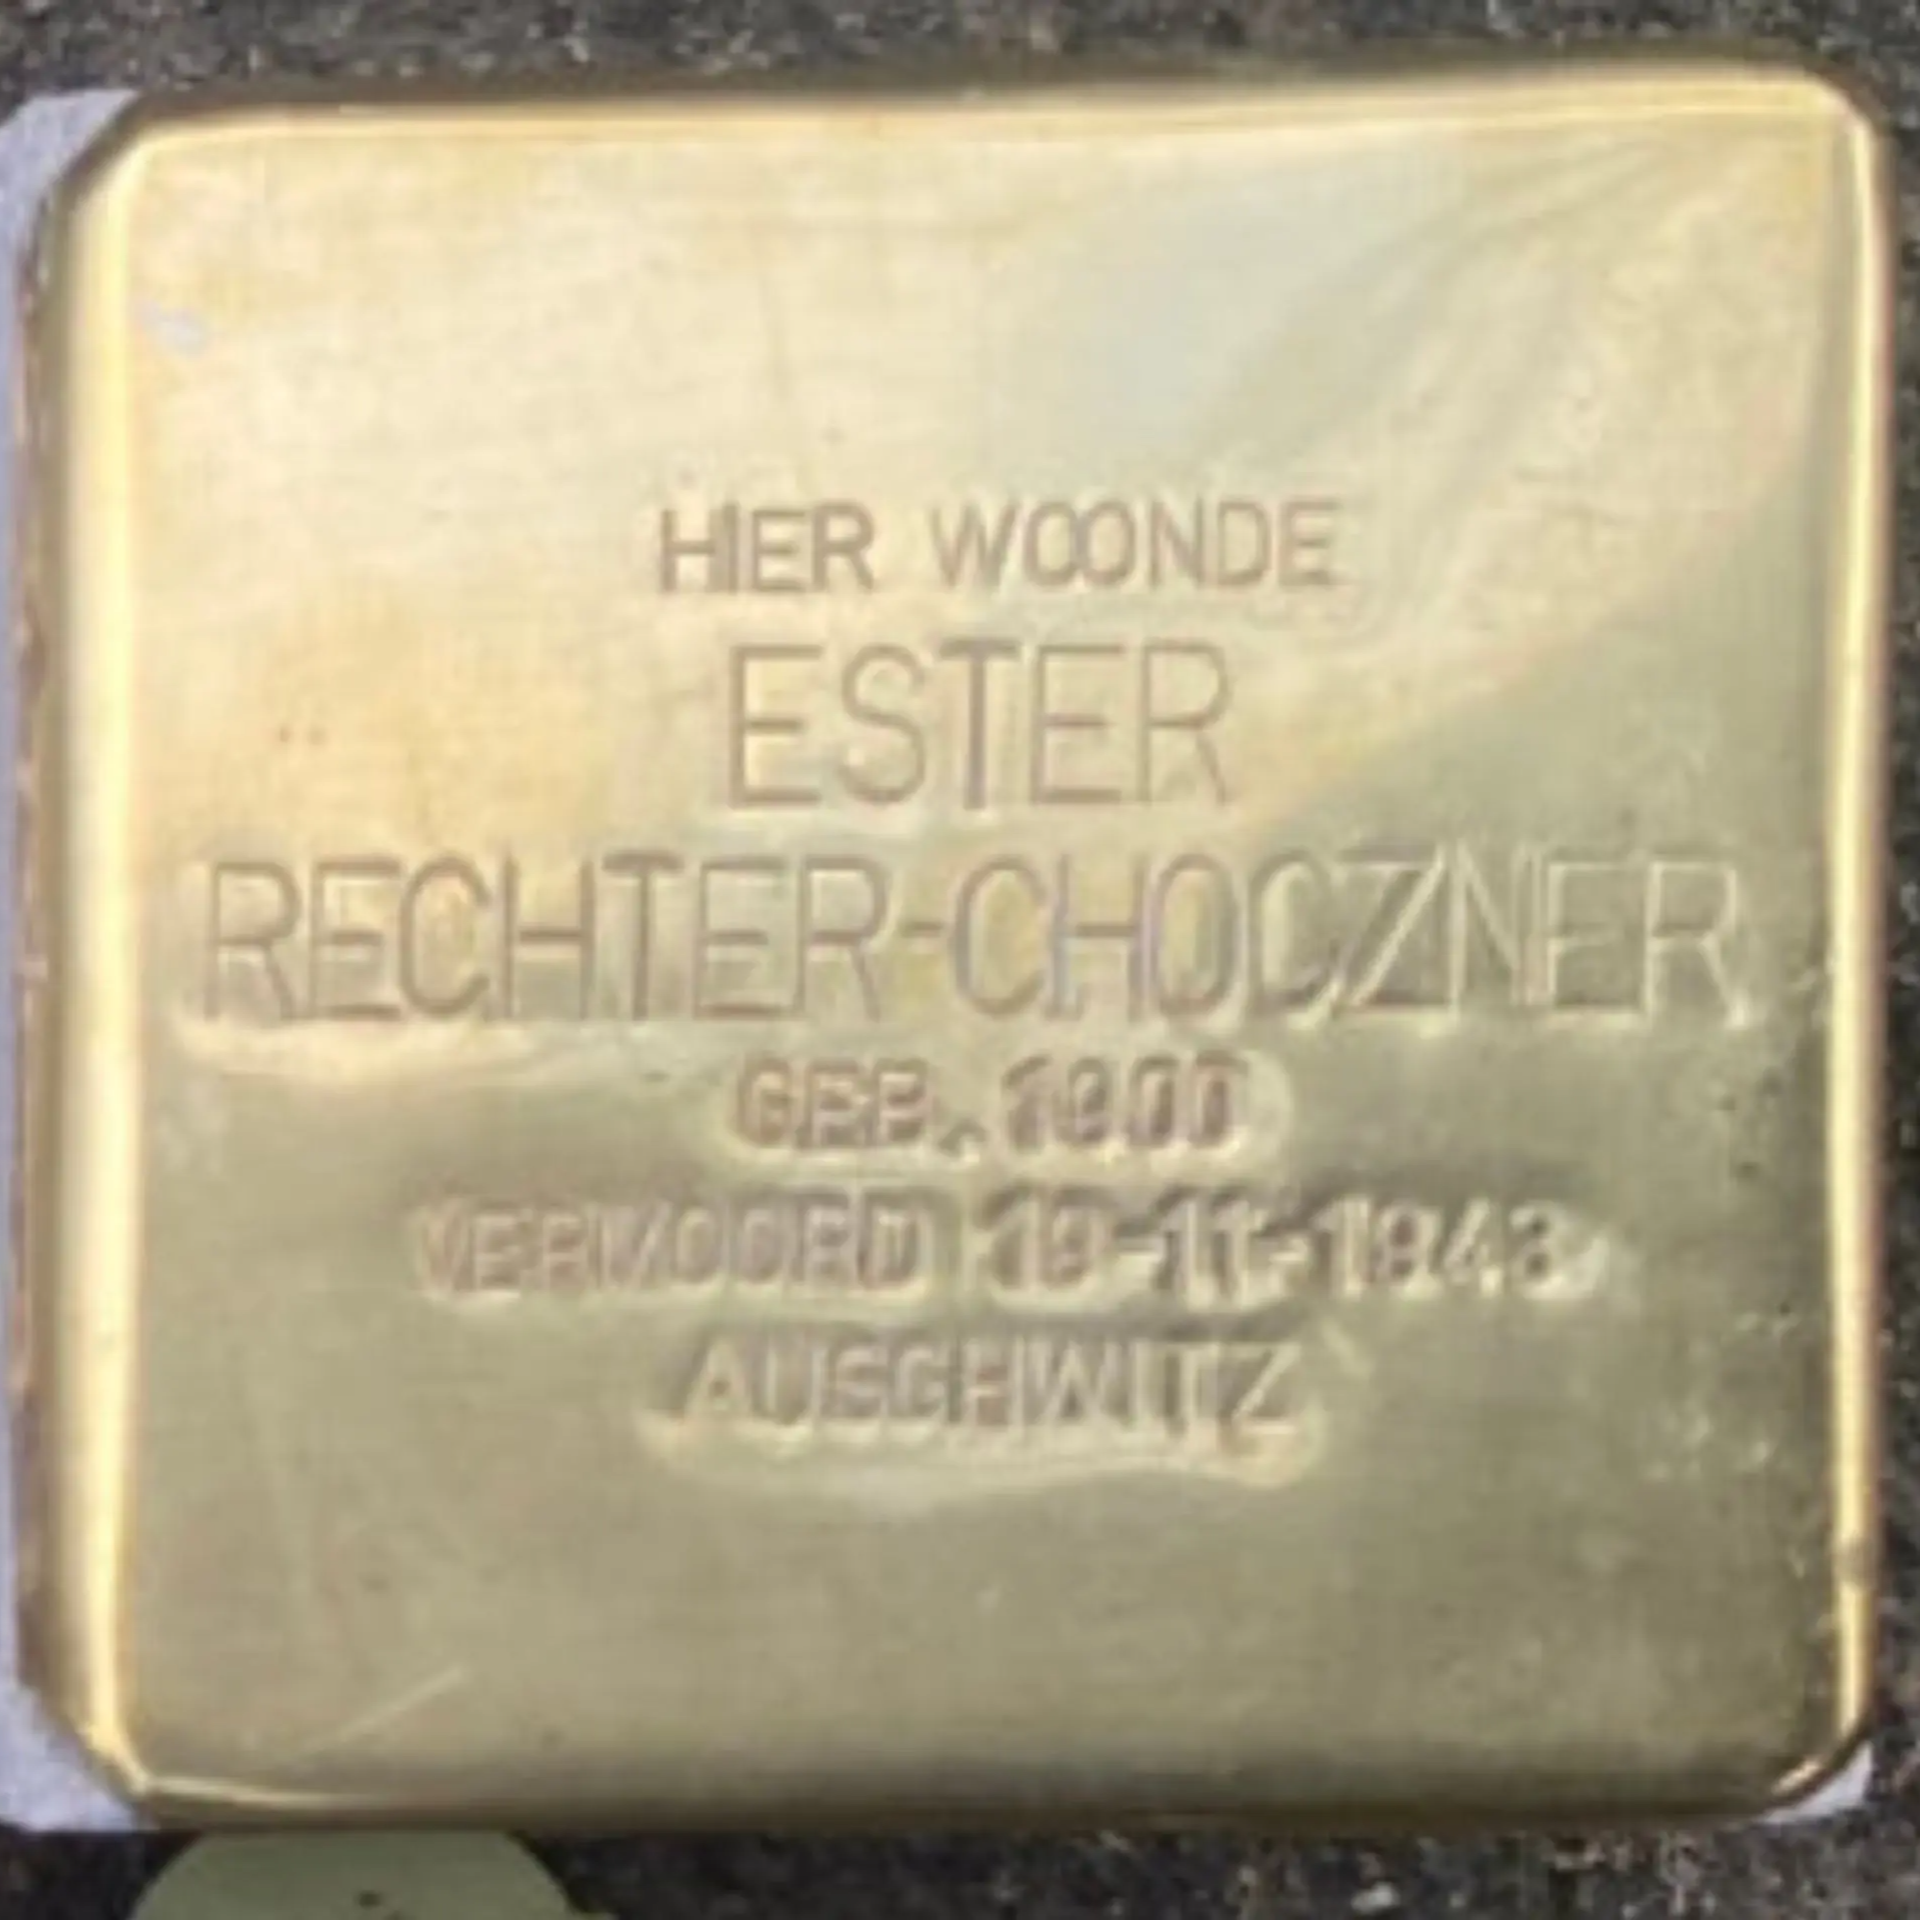 HIER WOONDE
ESTER
RECHTER-CHOCZNER
GEB. 1900
VERMOORD 19-11-1943
AUSCHWITZ